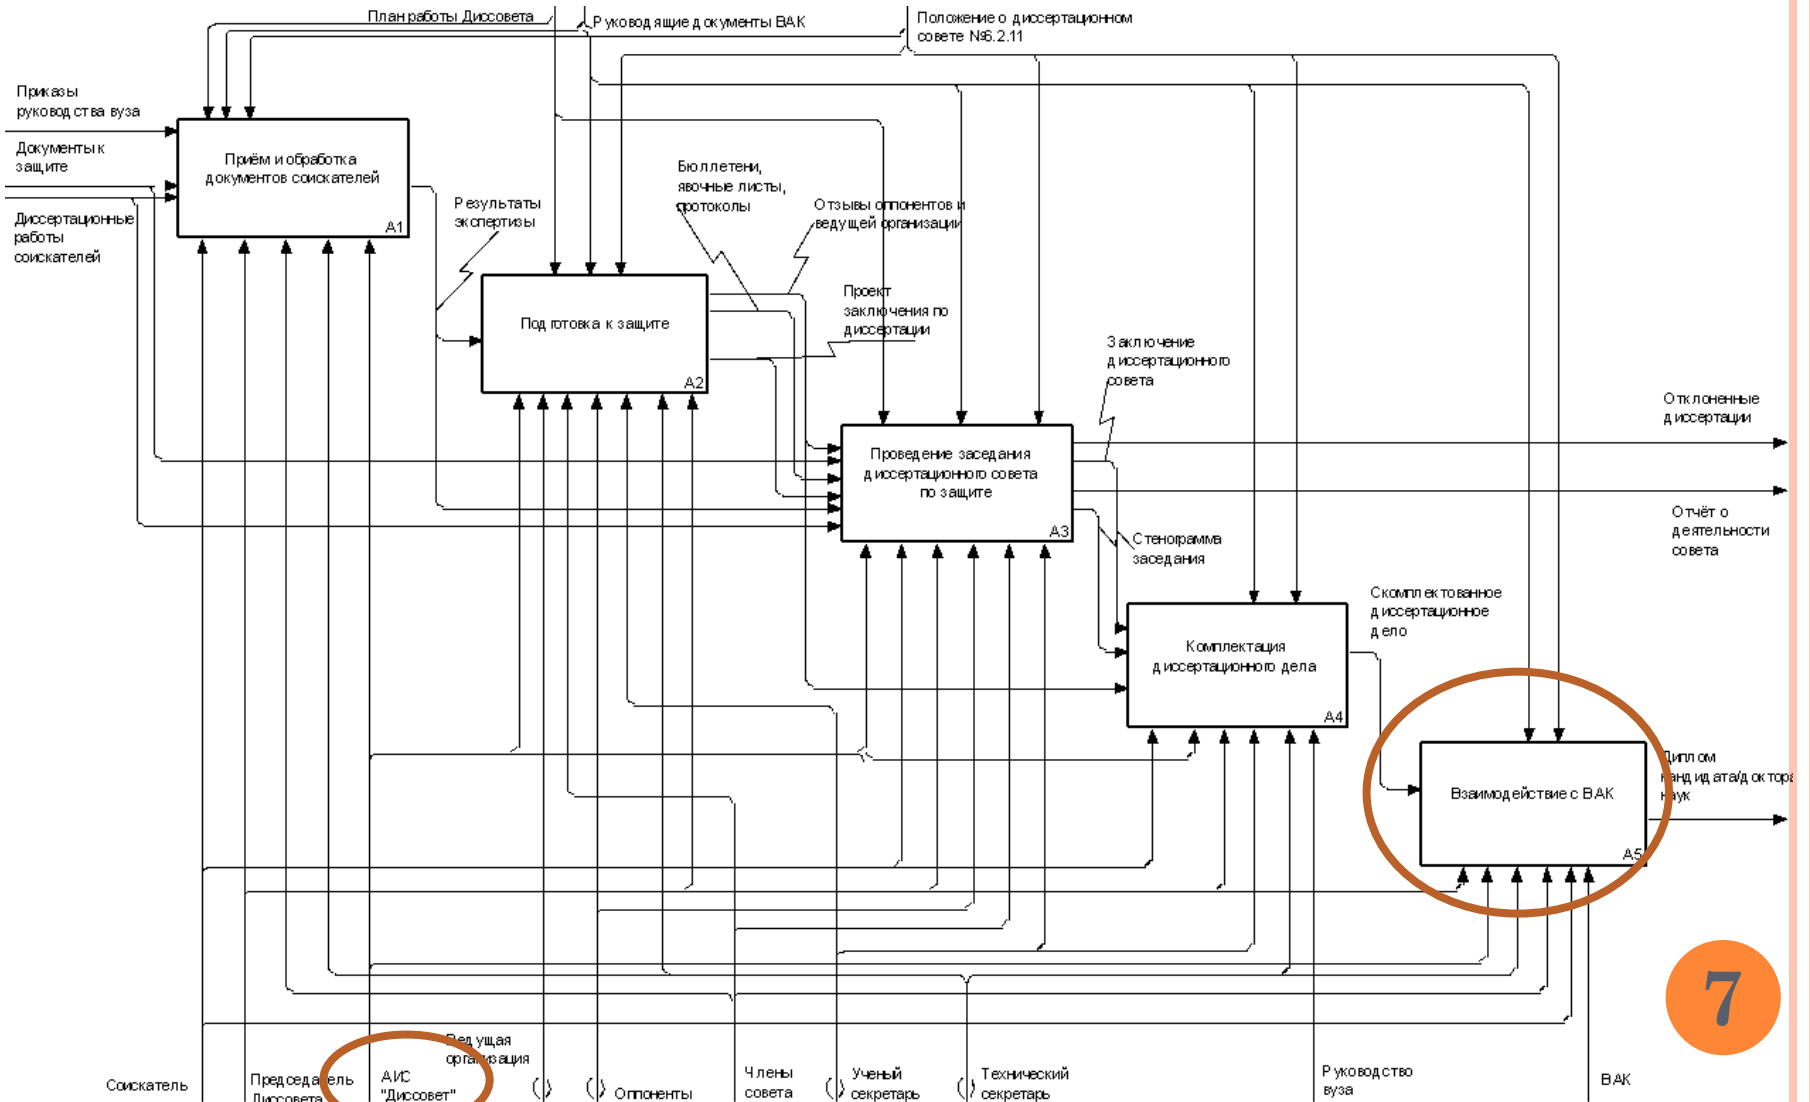 План работы Диссовета
Руководящие документы ВАК
Положение о диссертационном
совете №6.2.11
Приказы
руководства вуза
Документы к
защите
Диссертационные
работы
соискателей
Приём и обработка
документов соискателей
A1
Результаты
экспертизы
Бюллетени,
явочные листы,
протоколы
Отзывы оппонентов и
ведущей организации
Подготовка к защите
A2
Проект
заключения по
диссертации
Заключение
диссертационного
совета
Отклоненные
диссертации
Проведение заседания
диссертационного совета
по защите
A3
Отчёт о
деятельности
совета
Стенограмма
заседания
Скомплектованное
диссертационное
дело
Комплектация
диссертационного дела
A4
Взаимодействие с ВАК
A5
Диплом
кандидата/доктора
наук
7
Соискатель
Председатель
Диссовета
АИС
"Диссовет"
Ведущая
организация
Оппоненты
Члены
совета
Ученый
секретарь
Технический
секретарь
Руководство
вуза
ВАК